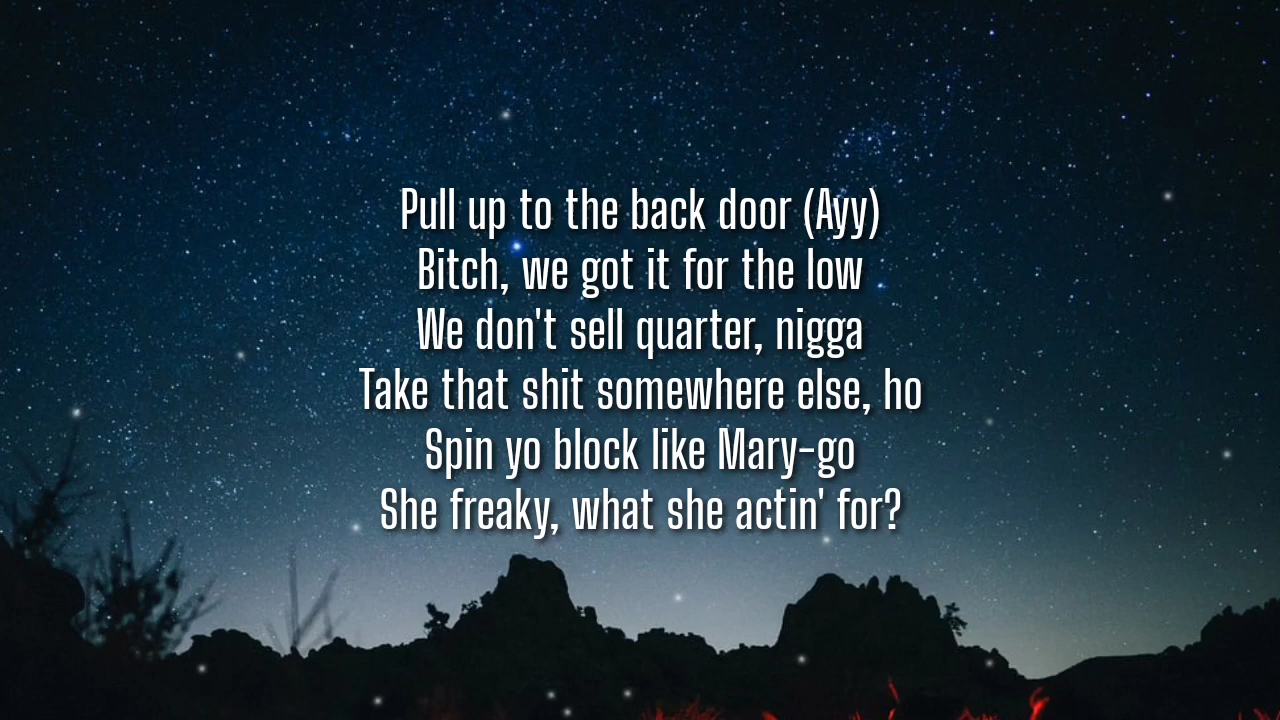 Pull up to the back door (Ayy)
Bitch, we got it for the low
We don't sell quarter, nigga
Take that shit somewhere else, ho
Spin yo block like Mary-go
She freaky, what she actin' for?